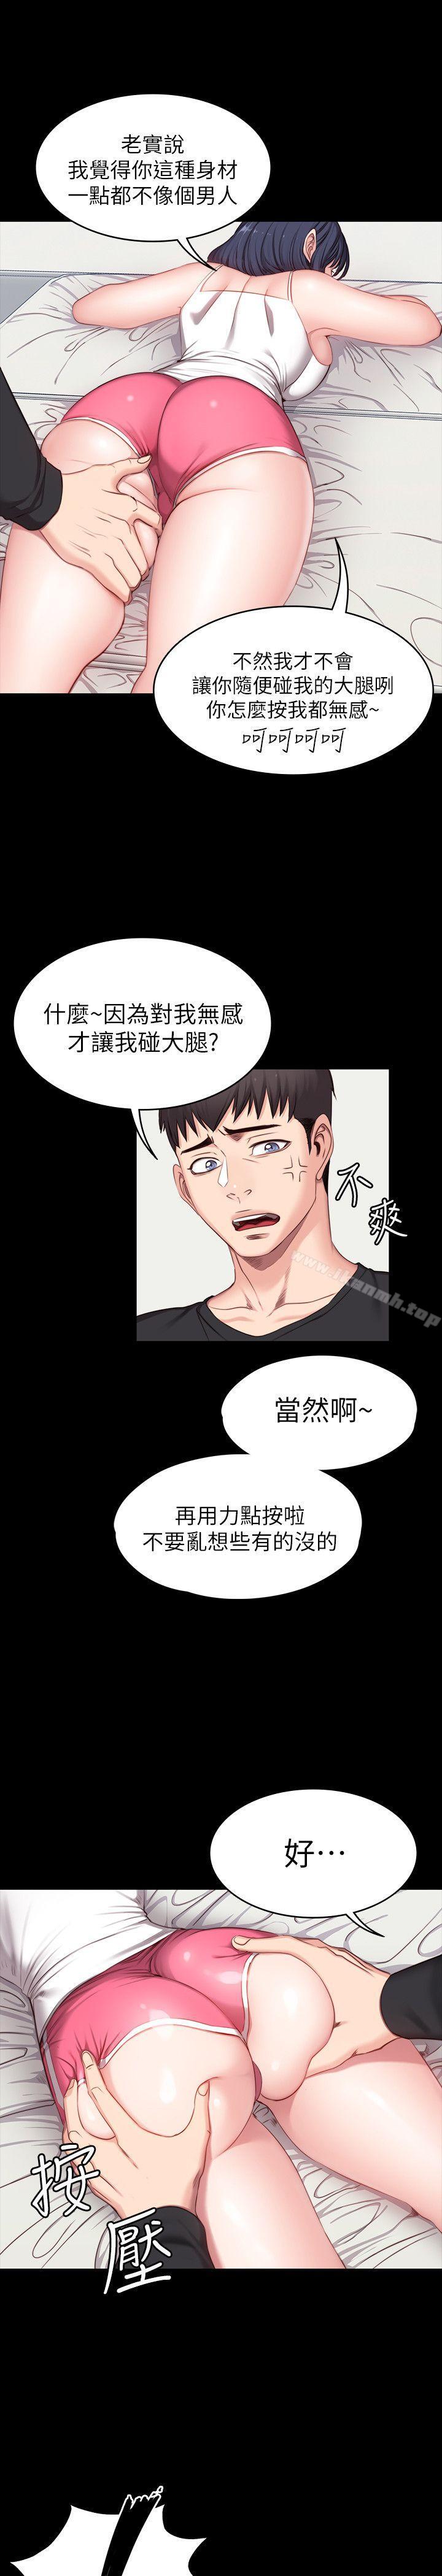 老實說
我覺得你這種身材
一點都不像個男人
不然我才不會
讓你隨便碰我的大腿咧
你怎麼按我都無感~
呵呵呵呵
什麼~因為對我無感
才讓我碰大腿?
不爽
www.ikanmh.top
當然啊~
再用力點按啦
不要亂想些有的沒的
好⋯
按
壓